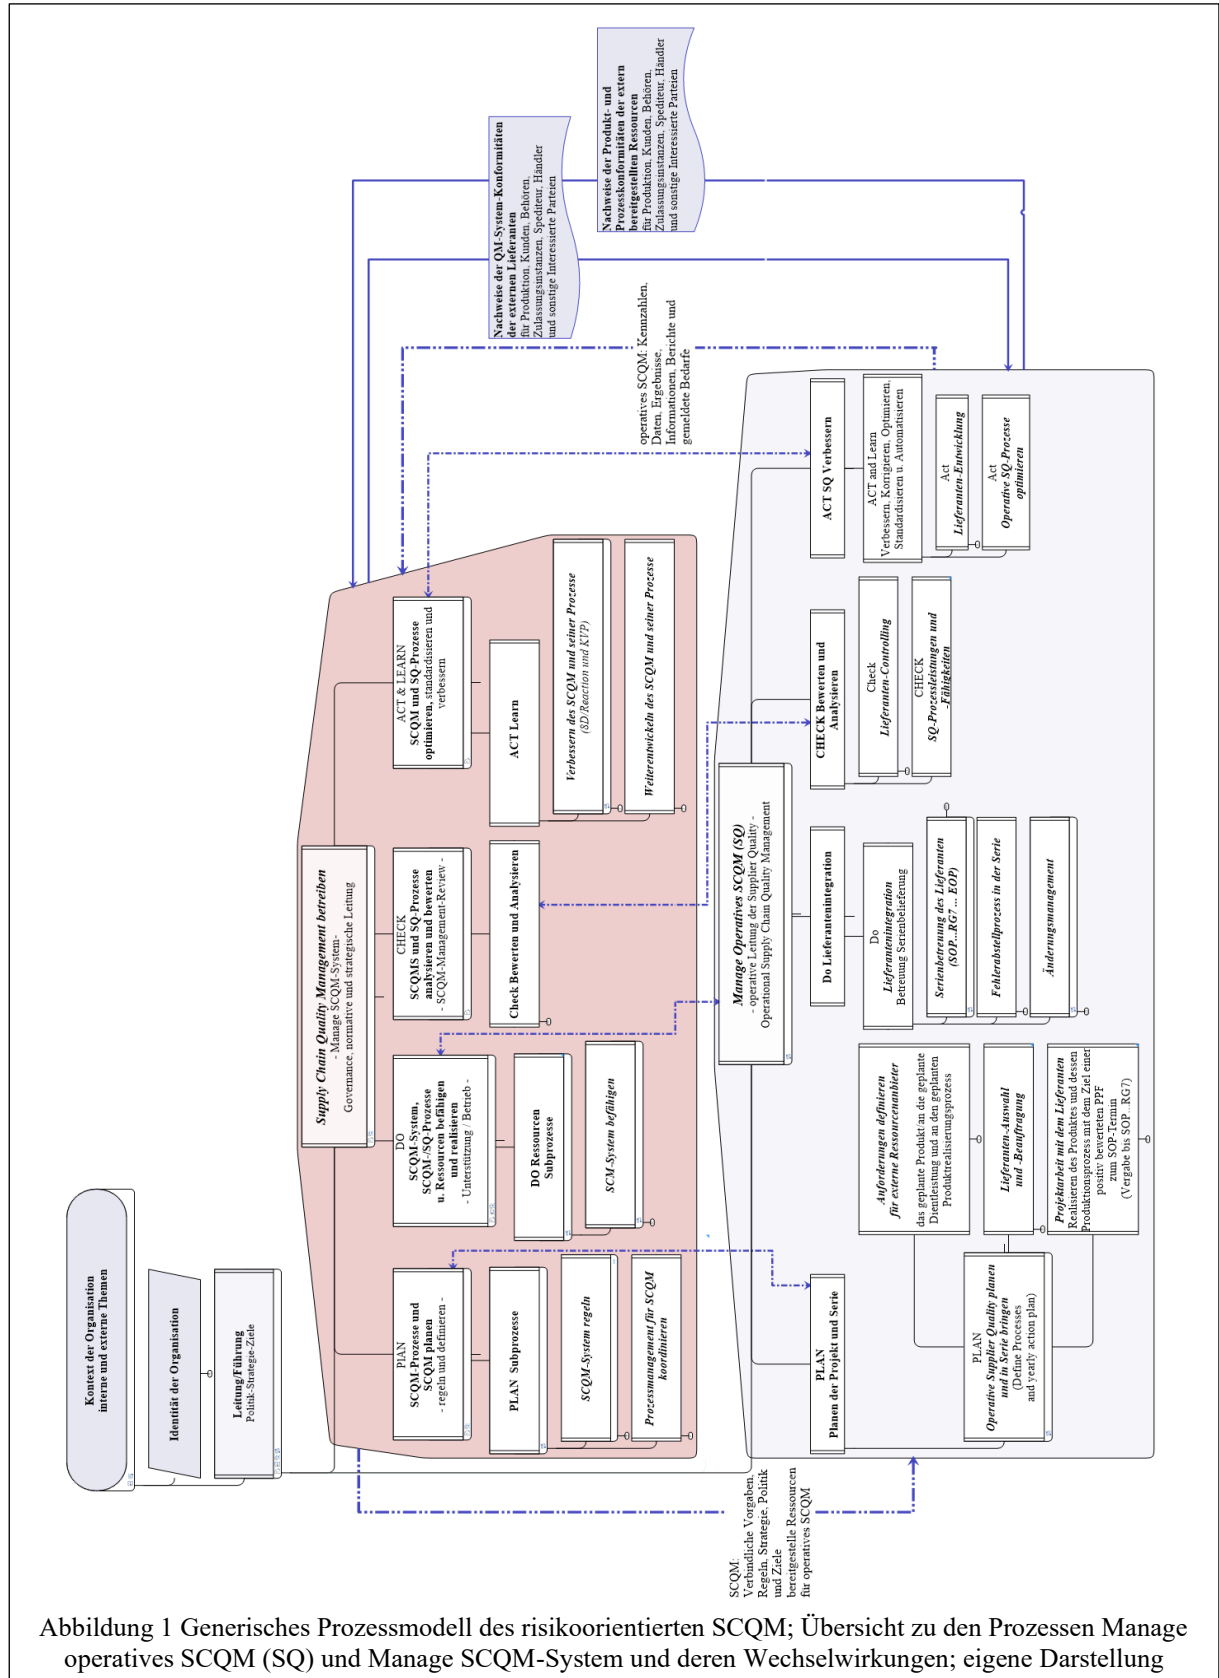 Kontext der Organisation
interne und externe Themen
Identität der Organisation
Leitung/Führung
Politik-Strategie-Ziele
Supply Chain Quality Management betreiben
- Manage SCQM-System-
Governance, normative und strategische Leitung
PlAN
SCQM-Prozesse und
SCQM planen
- regeln und definieren -
PLAN Subprozesse
SCQM-System regeln
Prozessmanagement für SCQM
koordinieren
DO
SCQM-System,
SCQM-/SQ-Prozesse
u. Ressourcen befähigen
und realisieren
- Unterstützung / Betrieb -
DO Ressourcen
Subprozesse
SCM-System befähigen
CHECK
SCQMS und SQ-Prozesse
analysieren und bewerten
- SCQM-Management-Review -
Check Bewerten und Analysieren
ACT & LEARN
SCQM und SQ-Prozesse
optimieren, standardisieren und
verbessern
ACT Learn
Verbessern des SCQM und seiner Prozesse
(8D/Reaction und KVP)
Weiterentwickeln des SCQM und seiner Prozesse
Nachweise der QM-System-Konformitäten
der externen Lieferanten
für Produktion, Kunden, Behören,
Zulassungsinstanzen, Spediteur, Händler
und sonstige Interessierte Parteien
Nachweise der Produkt- und
Prozesskonformitäten der extern
bereitgestellten Ressourcen
für Produktion, Kunden, Behören,
Zulassungsinstanzen, Spediteur, Händler
und sonstige Interessierte Parteien
operatives SCQM: Kennzahlen,
Daten, Ergebnisse,
Informationen, Berichte und
gemeldete Bedarfe
SCQM:
Verbindliche Vorgaben,
Regeln, Strategie, Politik
und Ziele
bereitgestelle Ressourcen
für operatives SCQM
Manage Operatives SCQM (SQ)
- operative Leitung der Supplier Quality -
Operational Supply Chain Quality Management
PLAN
Planen der Projekt und Serie
PLAN
Operative Supplier Quality planen
und in Serie bringen
(Define Processes
and yearly action plan)
Anforderungen definieren
für externe Ressourcenanbieter
das geplante Produkt/an die geplante
Dientleistung und an den geplanten
Produktrealisierungsprozess
Lieferanten-Auswahl
und -Beauftragung
Projektarbeit mit dem Lieferanten
Realisieren des Produktes und dessen
Produktionsprozess mit dem Ziel einer
positiv bewerteten PPF
zum SOP-Termin
(Vergabe bis SOP...RG7)
Do Lieferantenintegration
Do
Lieferantenintegration
Betreuung Serienbelieferung
Serienbetreuung des Lieferanten
(SOP...RG7 ... EOP)
Fehlerabstellprozess in der Serie
Änderungsmanagement
CHECK Bewerten und
Analysieren
Check
Lieferanten-Controlling
CHECK
SQ-Prozessleistungen und
-Fähigkeiten
ACT SQ Verbessern
ACT and Learn
Verbessern, Korrigieren, Optimieren,
Standardisieren u. Automatisieren
Act
Lieferanten-Entwicklung
Act
Operative SQ-Prozesse
optimieren
Abbildung 1 Generisches Prozessmodell des risikoorientierten SCQM; Übersicht zu den Prozessen Manage
operatives SCQM (SQ) und Manage SCQM-System und deren Wechselwirkungen; eigene Darstellung